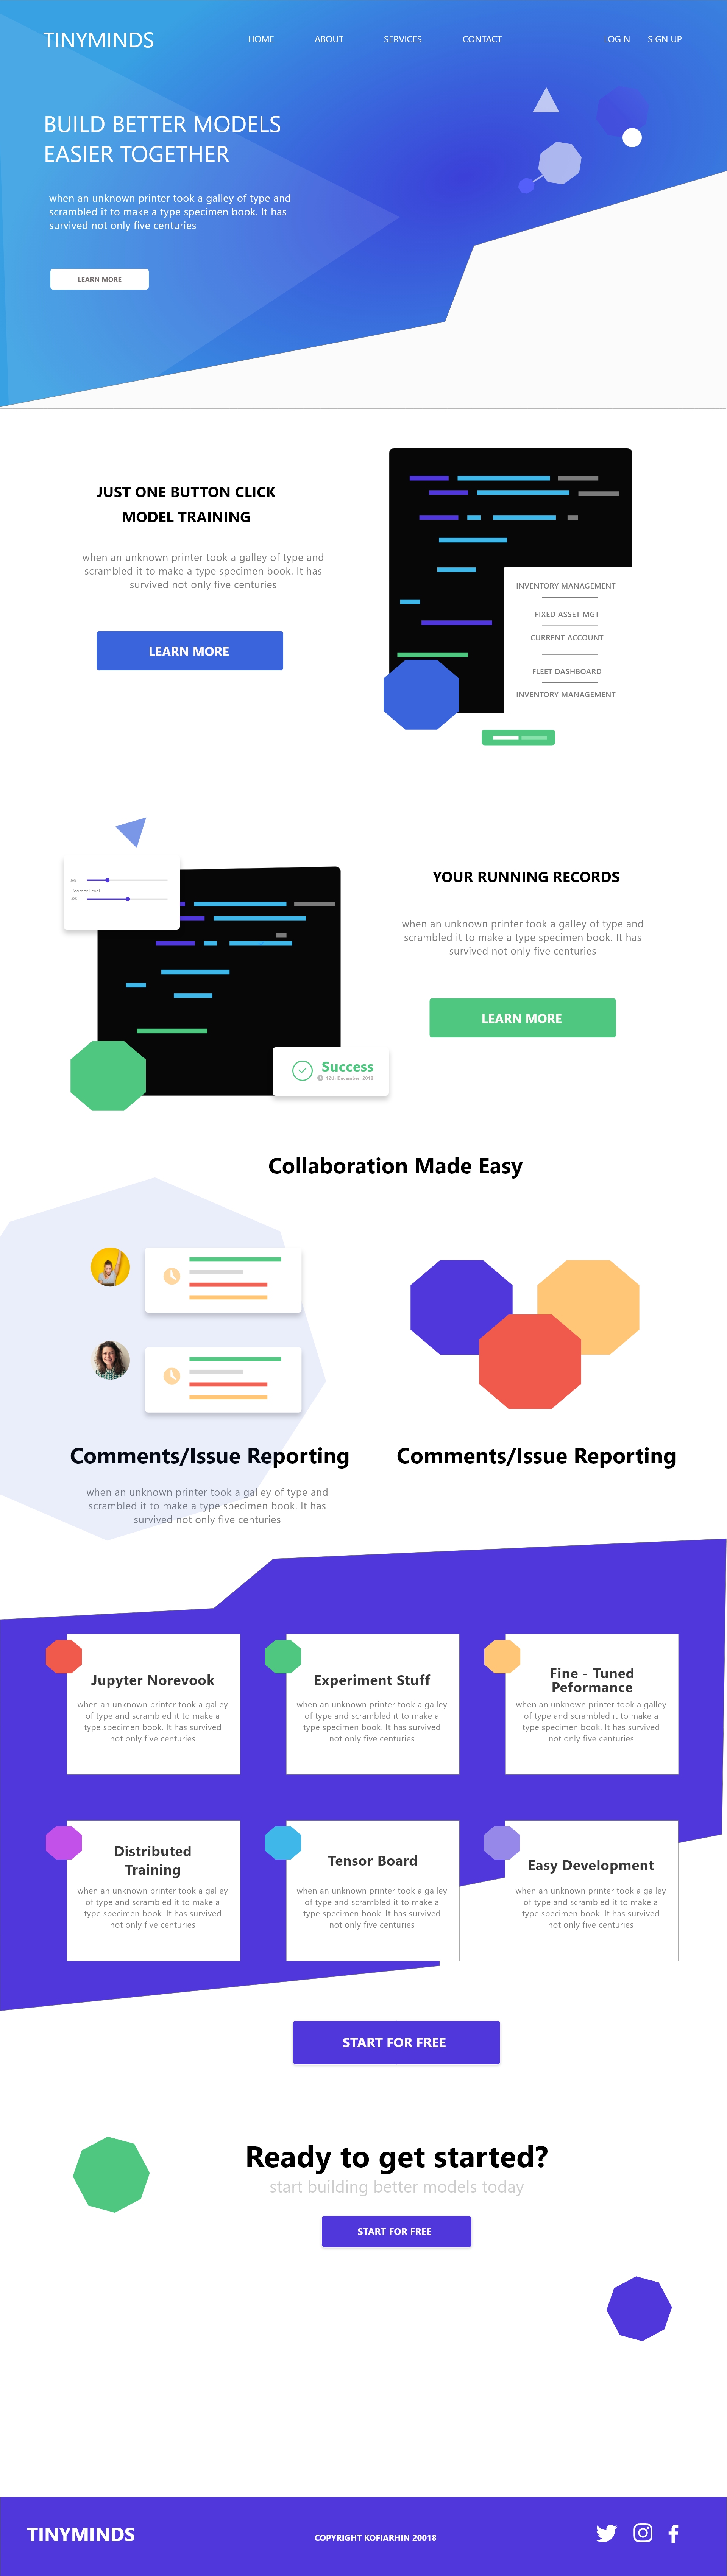 TINYMINDS
HOME ABOUT SERVICES CONTACT LOGIN SIGN UP
BUILD BETTER MODELS
EASIER TOGETHER
when an unknown printer took a galley of type and
scrambled it to make a type specimen book. It has
survived not only five centuries
LEARN MORE
JUST ONE BUTTON CLICK
MODEL TRAINING
when an unknown printer took a galley of type and
scrambled it to make a type specimen book. It has
survived not only five centuries
LEARN MORE
INVENTORY MANAGEMENT
FIXED ASSET MGT
CURRENT ACCOUNT
FLEET DASHBOARD
INVENTORY MANAGEMENT
Reorder Level
YOUR RUNNING RECORDS
when an unknown printer took a galley of type and
scrambled it to make a type specimen book. It has
survived not only five centuries
LEARN MORE
Success
12th December 2018
Collaboration Made Easy
Comments/Issue Reporting
when an unknown printer took a galley of type and
scrambled it to make a type specimen book. It has
survived not only five centuries
Comments/Issue Reporting
Jupyter Norevook
when an unknown printer took a galley
of type and scrambled it to make a
type specimen book. It has survived
not only five centuries
Experiment Stuff
when an unknown printer took a galley
of type and scrambled it to make a
type specimen book. It has survived
not only five centuries
Fine - Tuned
Peformance
when an unknown printer took a galley
of type and scrambled it to make a
type specimen book. It has survived
not only five centuries
Distributed
Training
when an unknown printer took a galley
of type and scrambled it to make a
type specimen book. It has survived
not only five centuries
Tensor Board
when an unknown printer took a galley
of type and scrambled it to make a
type specimen book. It has survived
not only five centuries
Easy Development
when an unknown printer took a galley
of type and scrambled it to make a
type specimen book. It has survived
not only five centuries
START FOR FREE
Ready to get started?
start building better models today
START FOR FREE
TINYMINDS
COPYRIGHT KOFIARHIN 20018